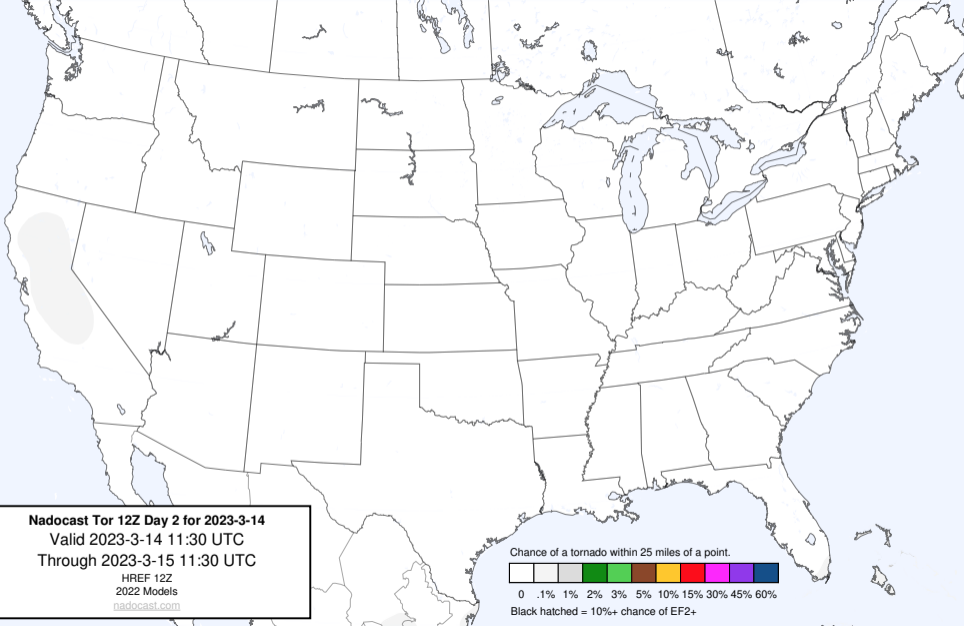 Nadocast Tor 12Z Day 2 for 2023-3-14
Valid 2023-3-14 11:30 UTC
Through 2023-3-15 11:30 UTC
HREF 12Z
2022 Models
nadocast.com
Chance of a tornado within 25 miles of a point.
0 .1% 1% 2% 3% 5% 10% 15% 30% 45% 60%
Black hatched = 10%+ chance of EF2+